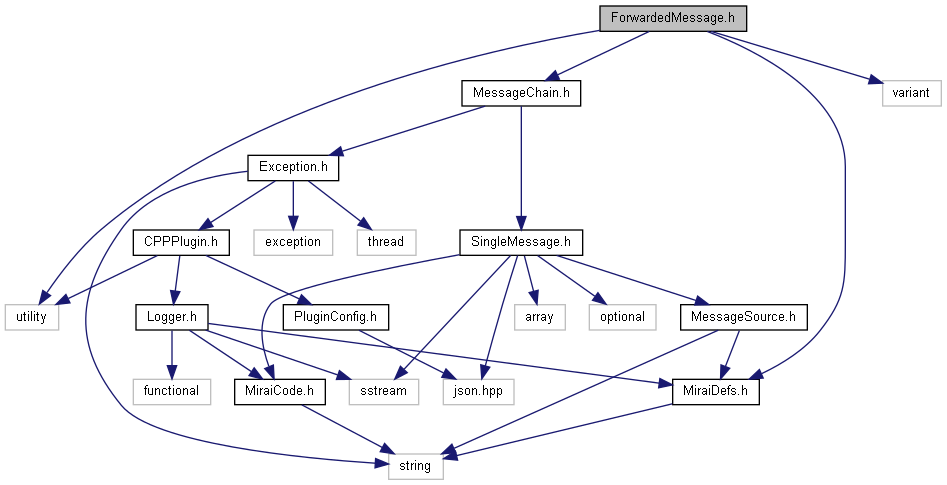 ForwardedMessage.h
MessageChain.h
variant
Exception.h
CPPPlugin.h
exception
thread
SingleMessage.h
utility
Logger.h
PluginConfig.h
array
optional
MessageSource.h
functional
MiraiCode.h
sstream
json.hpp
MiraiDefs.h
string